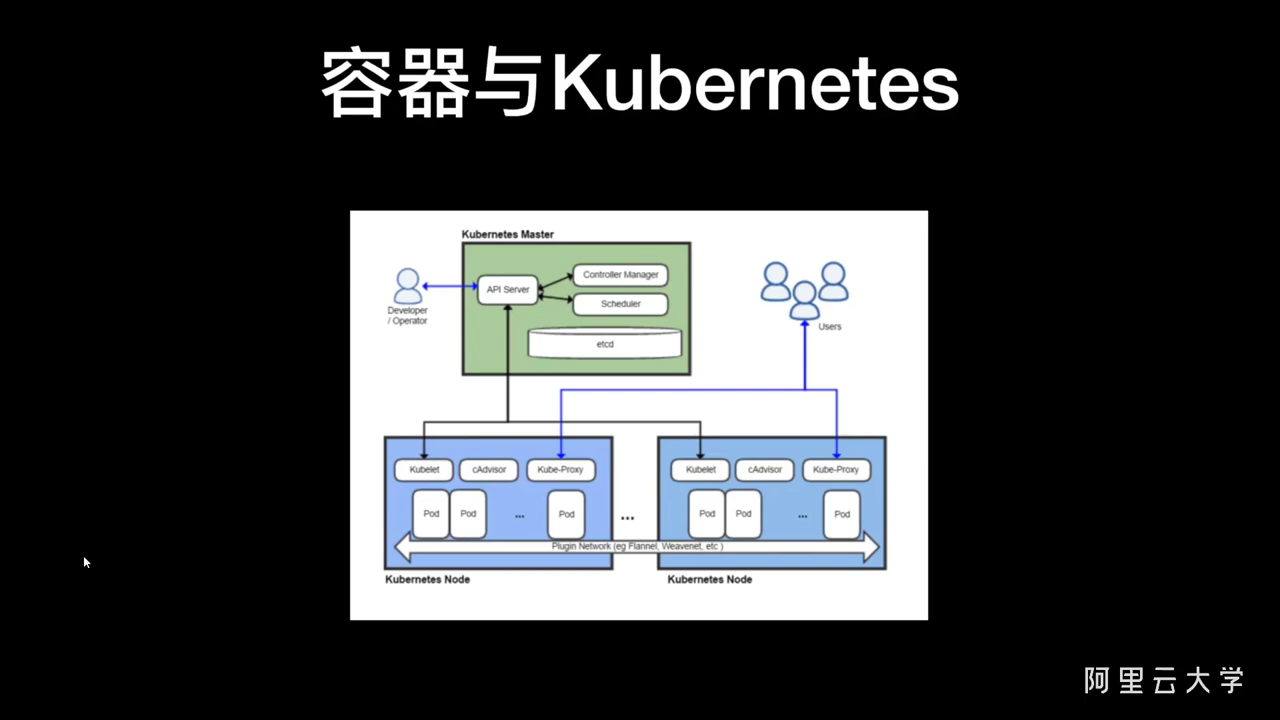 容器与Kubernetes
Kubernetes Master
Controller Manager
API Server
Scheduler
Developer
/ Operator
etcd
Users
Kubelet cAdvisor Kube-Proxy
Kubelet cAdvisor Kube-Proxy
Pod Pod ... Pod
...
Pod Pod ... Pod
Plugin Network (eg Flannel, Weavenet, etc )
Kubernetes Node
Kubernetes Node
阿里云大学